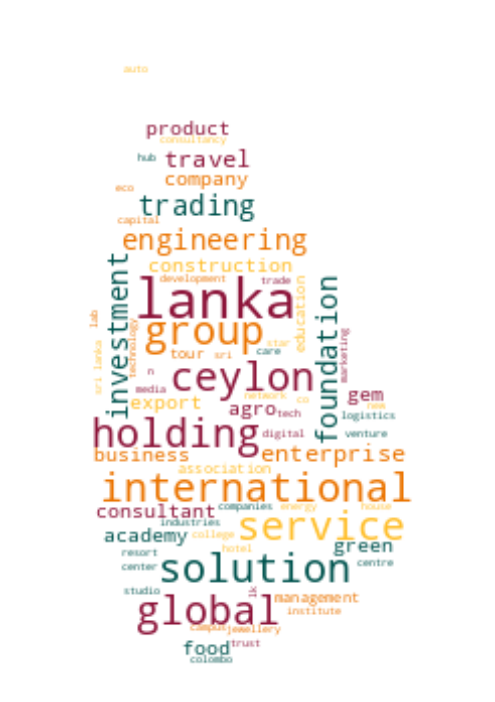 auto
product
consultancy
hub travel
company
eco
trading
capital
engineering
construction
development trade
investment
lanka
education
foundation
lab
group
technology
marketing
star
tour sri care
sri lanka
n ceylon
media
network co gem
export agro new
tech logistics
holding digital venture
business enterprise
association
international
companies energy house
consultant
industries service
academy college
hotel green
resort
center solution centre
studio
lk management
global institute
campus jewellery
trust
food
colombo